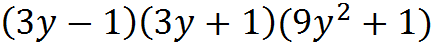 (3y − 1)(3y + 1)(9y² + 1)